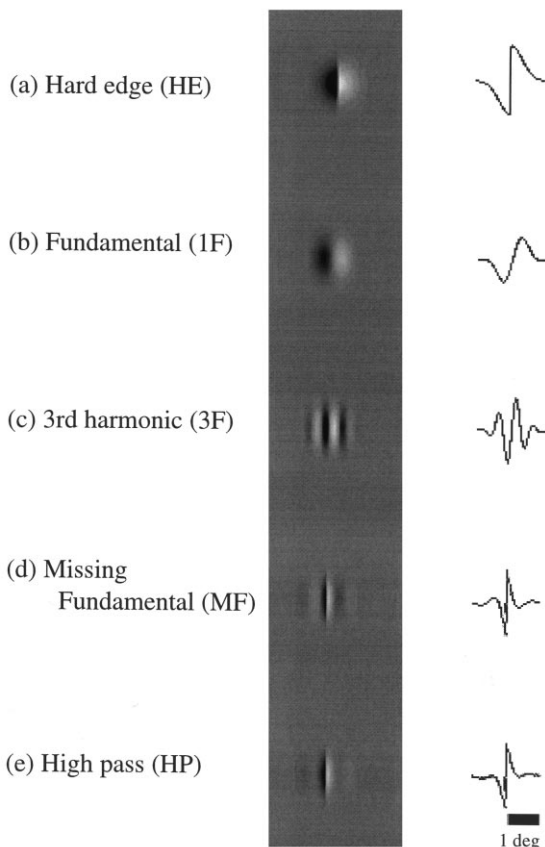 (a) Hard edge (HE)
(b) Fundamental (1F)
(c) 3rd harmonic (3F)
(d) Missing
Fundamental (MF)
(e) High pass (HP)
1 deg